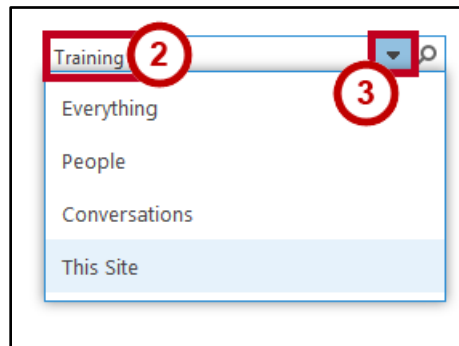 Training 2
3
Everything
People
Conversations
This Site